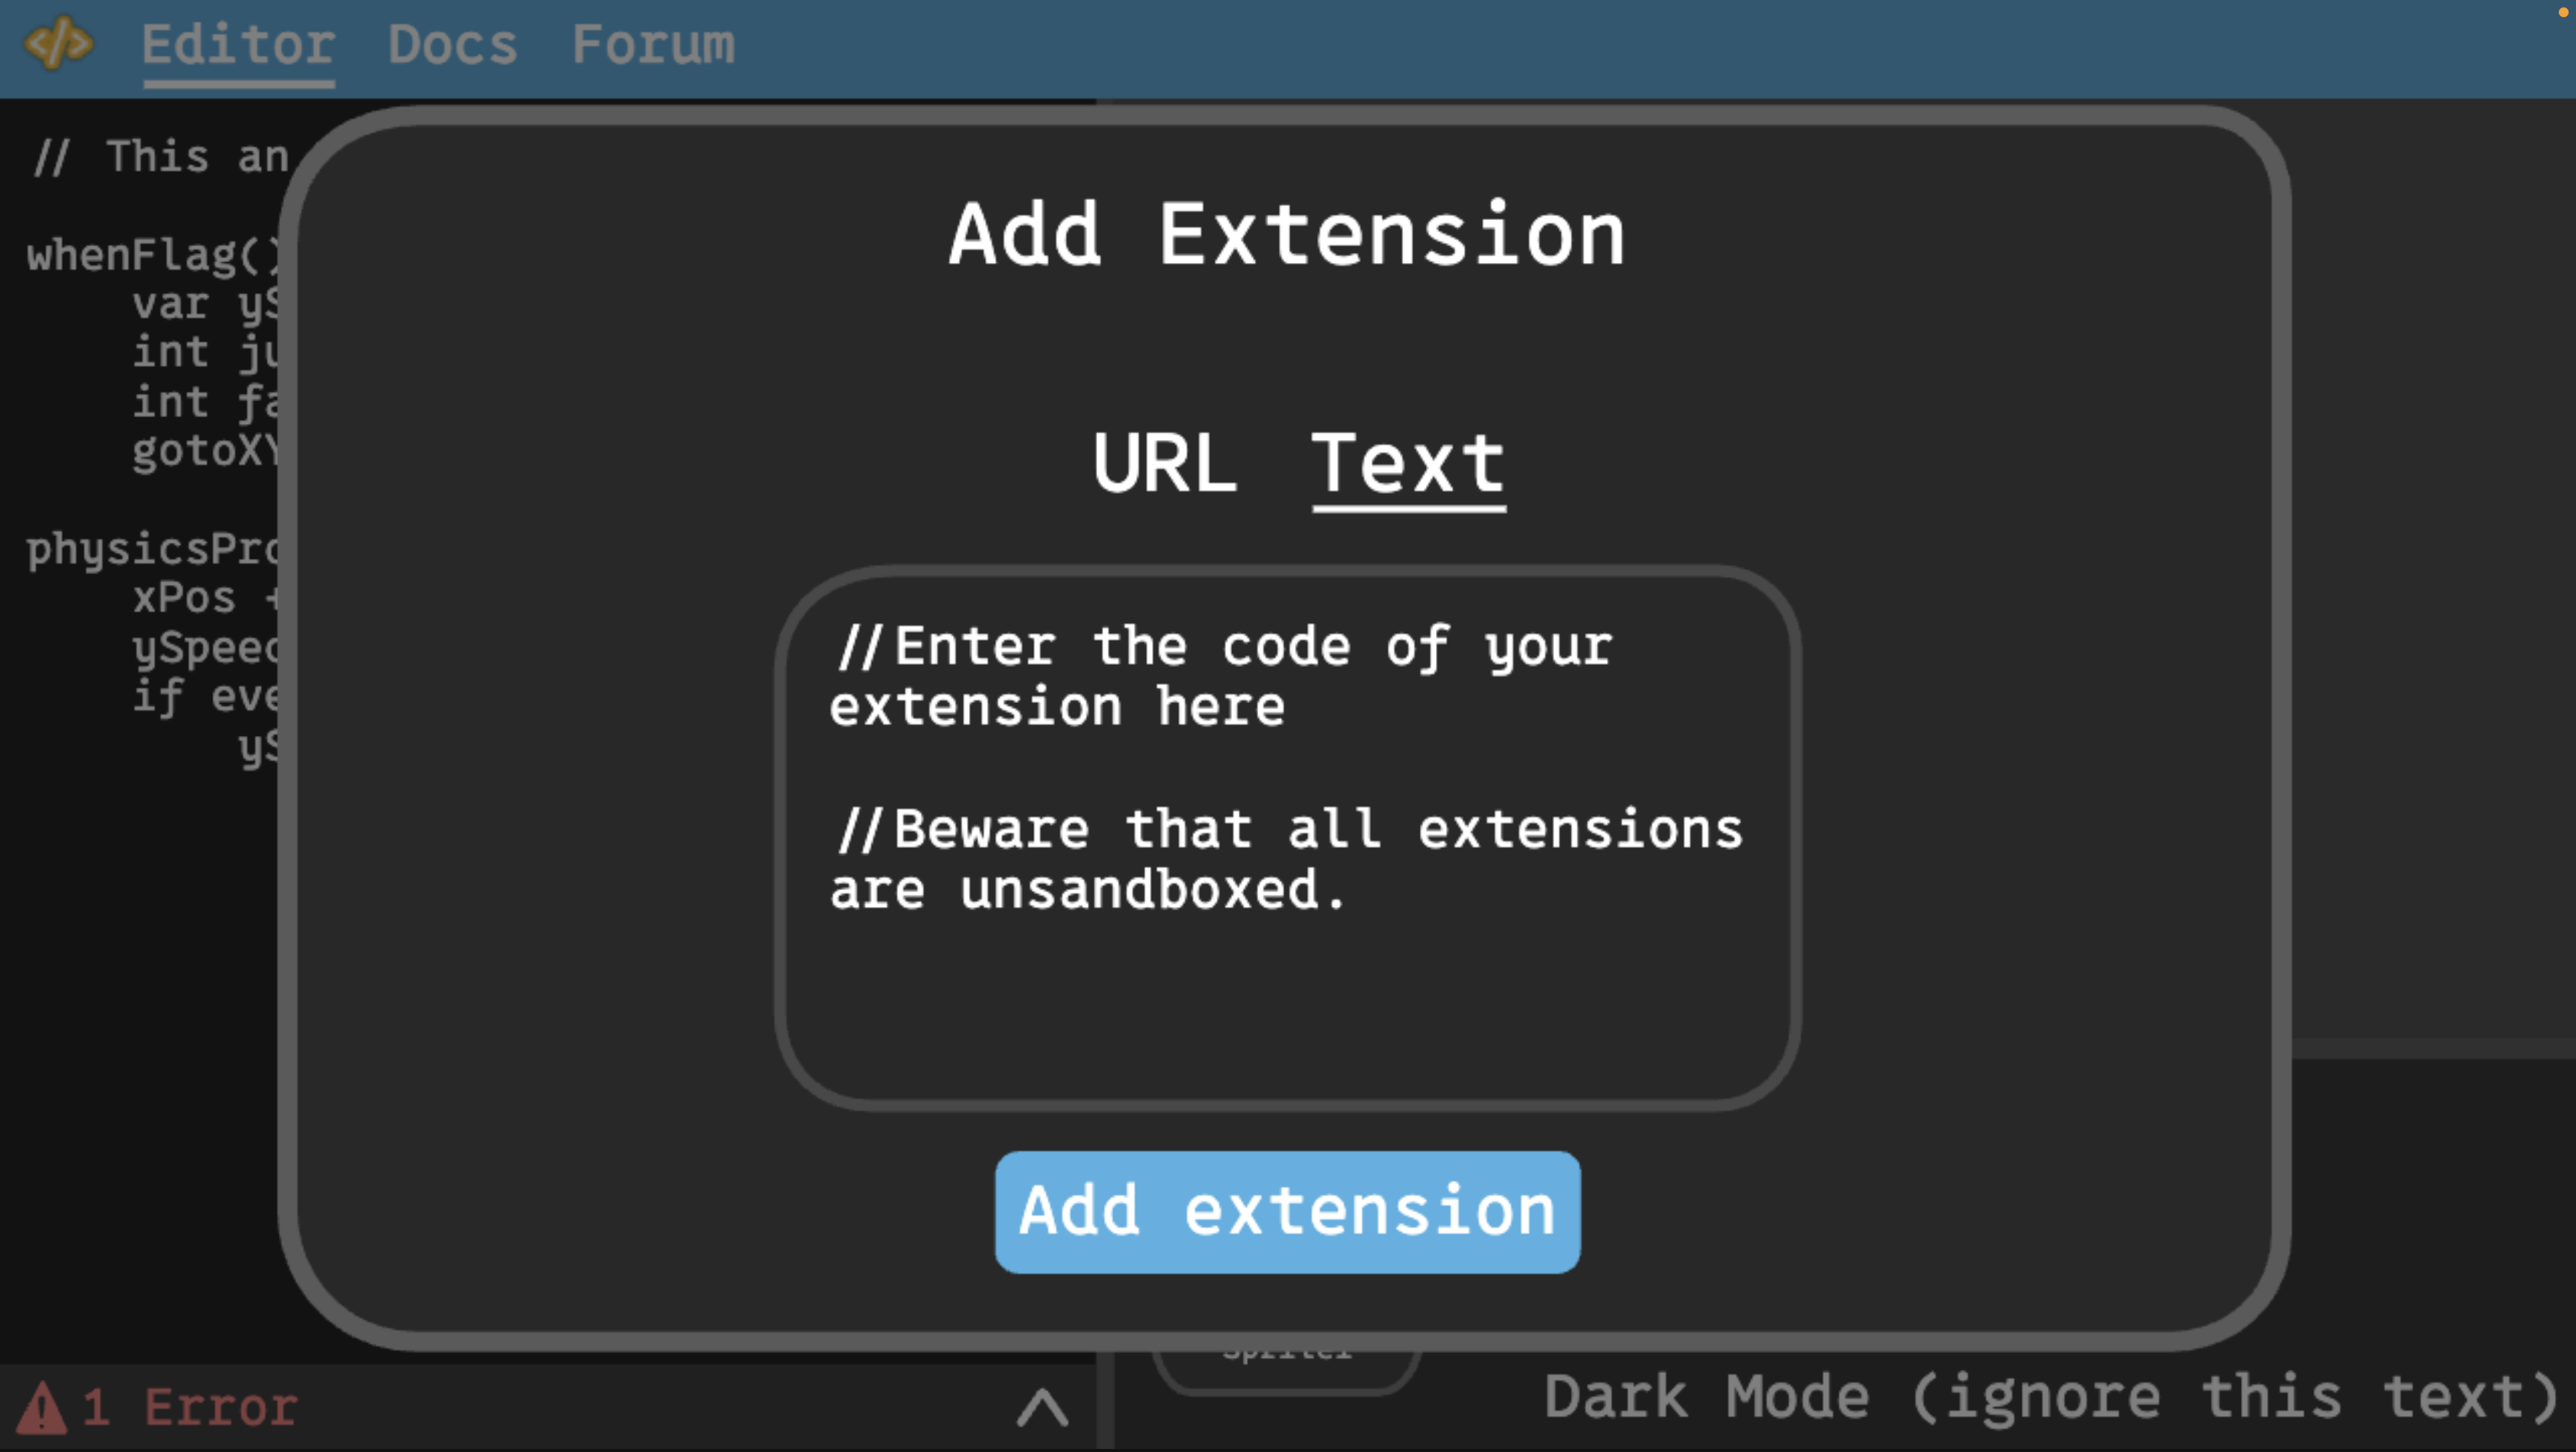 </> Editor Docs Forum
// This an
whenFlag()
var yS
int ju
int fa
gotoXY
physicsPro
xPos +
ySpeed
if eve
yS
Add Extension
URL Text
//Enter the code of your
extension here
//Beware that all extensions
are unsandboxed.
Add extension
1 Error
Dark Mode (ignore this text)